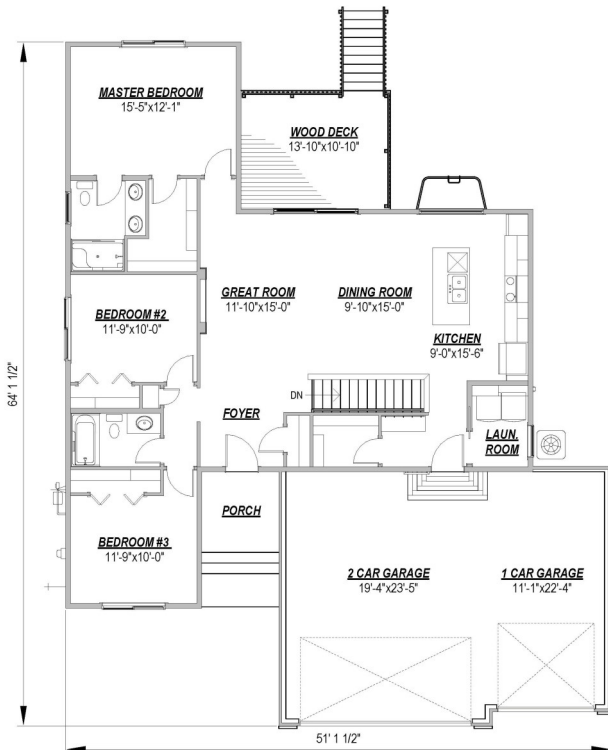 MASTER BEDROOM
15'-5"x12'-1"
WOOD DECK
13'-10"x10'-10"
GREAT ROOM
11'-10"x15'-0"
DINING ROOM
9'-10"x15'-0"
BEDROOM #2
11'-9"x10'-0"
KITCHEN
9'-0"x15'-6"
64' 1 1/2"
DN
FOYER
LAUN.
ROOM
PORCH
BEDROOM #3
11'-9"x10'-0"
2 CAR GARAGE
19'-4"x23'-5"
1 CAR GARAGE
11'-1"x22'-4"
51' 1 1/2"